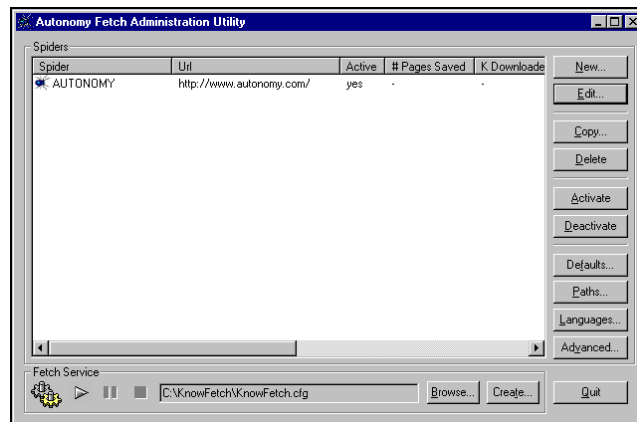 Autonomy Fetch Administration Utility
Spiders
Spider Url Active # Pages Saved K Downloade
AUTONOMY http://www.autonomy.com/ yes - -
New...
Edit...
Copy...
Delete
Activate
Deactivate
Defaults...
Paths...
Languages...
Advanced...
Fetch Service
C:\KnowFetch\KnowFetch.cfg Browse... Create... Quit